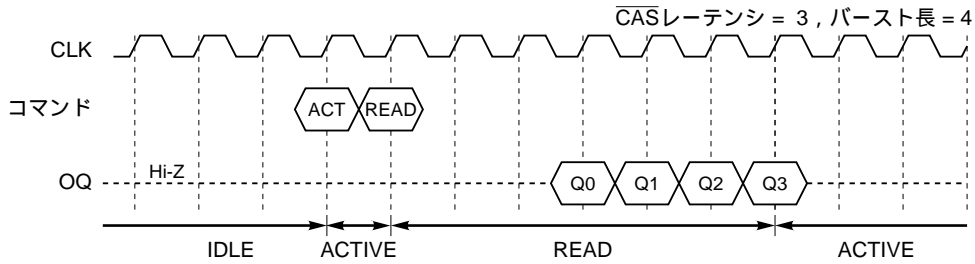 CASレーテンシ = 3 , バースト長 = 4
CLK
コマンド ACT READ
OQ Hi-Z Q0 Q1 Q2 Q3
IDLE ACTIVE READ ACTIVE